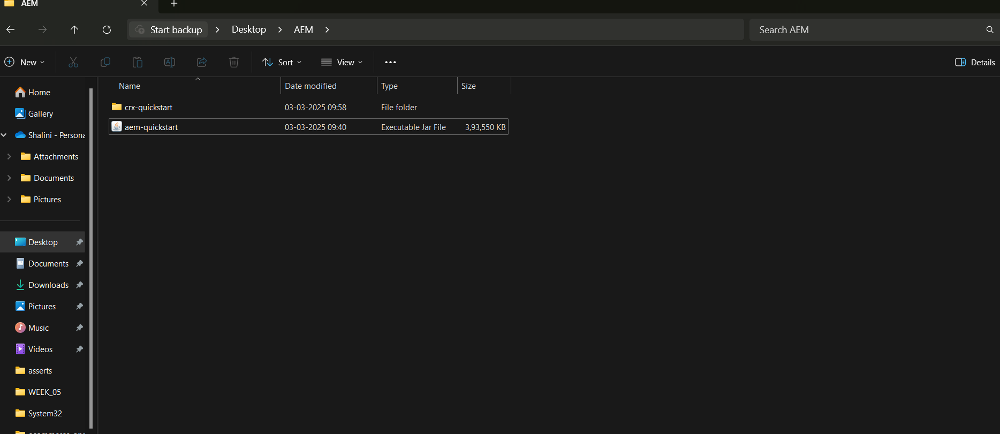 AEM
Start backup > Desktop > AEM >
Search AEM
New
Sort
View
Details
Name Date modified Type Size
crx-quickstart 03-03-2025 09:58 File folder
aem-quickstart 03-03-2025 09:40 Executable Jar File 3,93,550 KB
Home
Gallery
Shalini - Persona
Attachments
Documents
Pictures
Desktop
Documents
Downloads
Pictures
Music
Videos
asserts
WEEK_05
System32